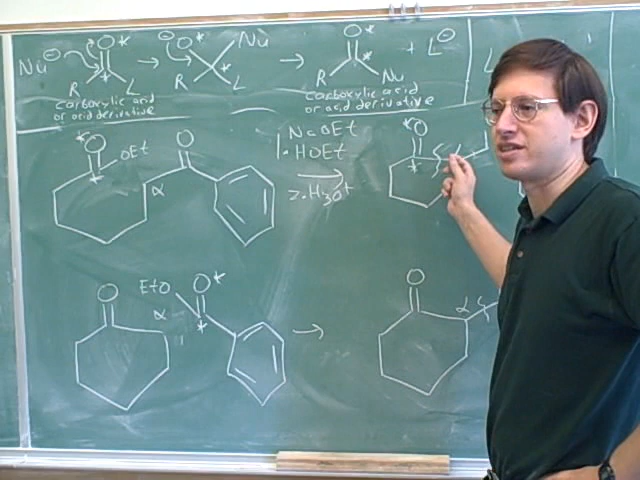 Nu⊖ O * * R L → ⊖O * Nu R L → O * * R Nu + L⊖
carboxylic acid
or acid derivative
carboxylic acid
or acid derivative
L
* O * OEt O α
1. NaOEt
1. HOEt
→
2. H3O+
* O * α
O α EtO O * * → O α